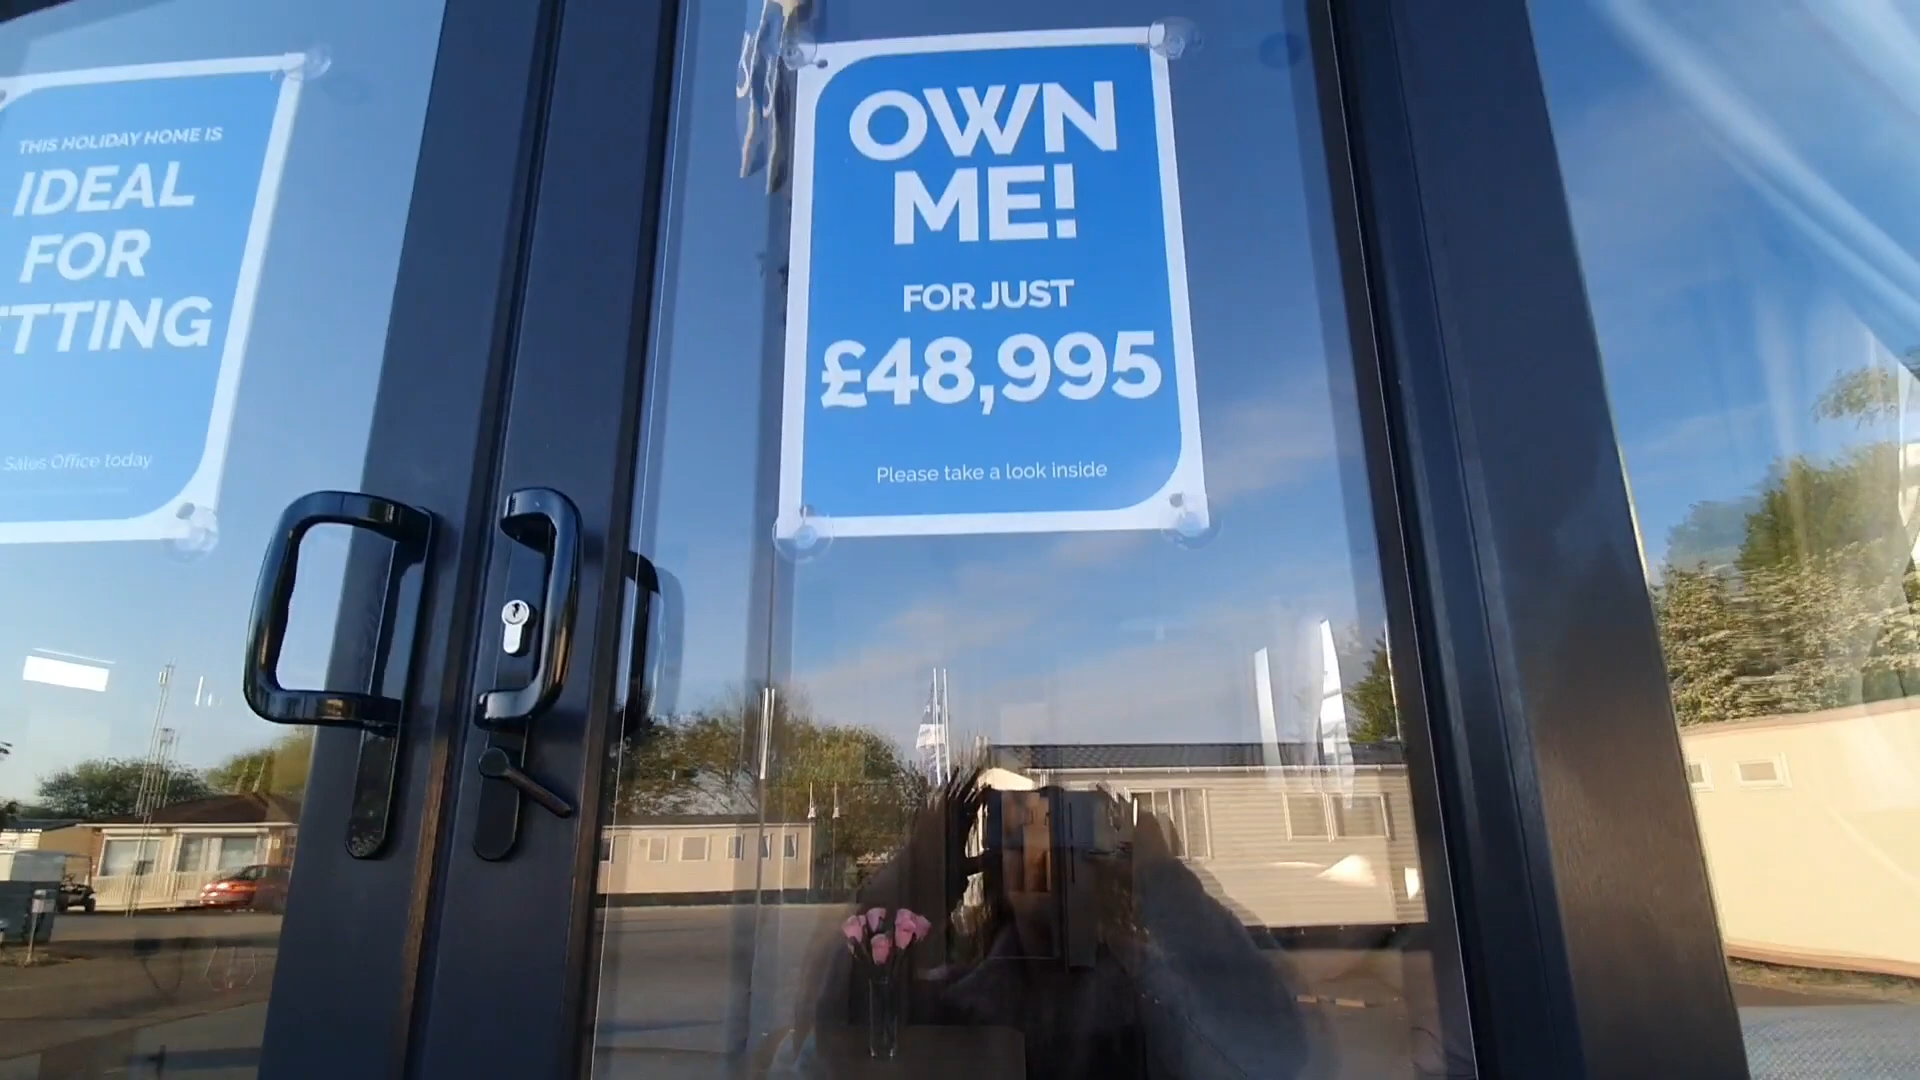 THIS HOLIDAY HOME IS
IDEAL
FOR
Sales Office today
OWN
ME!
FOR JUST
£48,995
Please take a look inside